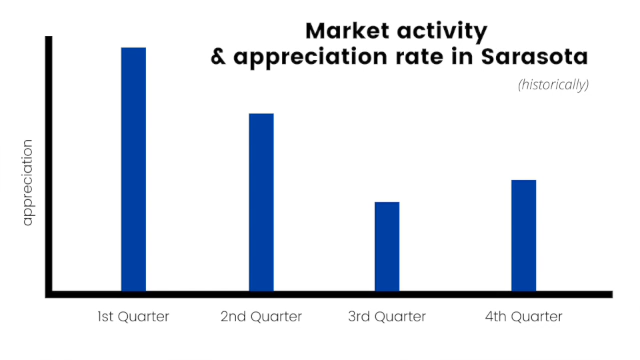 Market activity
& appreciation rate in Sarasota
(historically)
appreciation
1st Quarter
2nd Quarter
3rd Quarter
4th Quarter